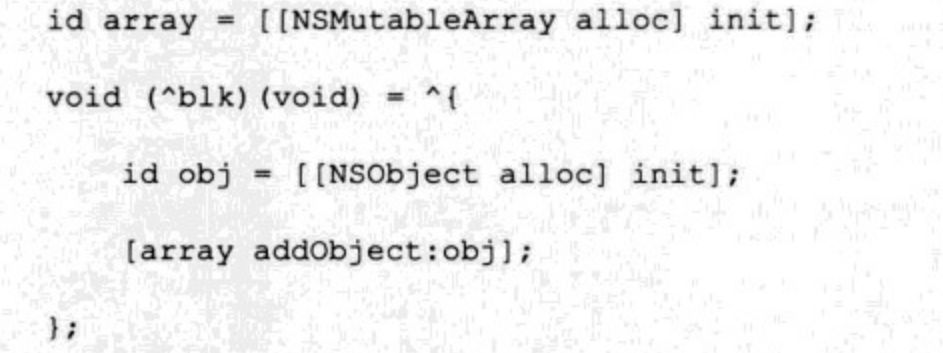 id array = [[NSMutableArray alloc] init];
void (^blk)(void) = ^{
id obj = [[NSObject alloc] init];
[array addObject:obj];
};